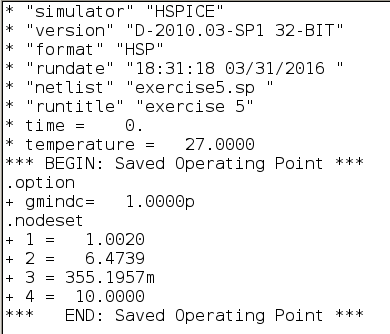 * "simulator" "HSPICE"
* "version" "D-2010.03-SP1 32-BIT"
* "format" "HSP"
* "rundate" "18:31:18 03/31/2016 "
* "netlist" "exercise5.sp "
* "runtitle" "exercise 5"
* time =    0.
* temperature =   27.0000
*** BEGIN: Saved Operating Point ***
.option
+ gmindc=   1.0000p
.nodeset
+ 1 =   1.0020
+ 2 =   6.4739
+ 3 = 355.1957m
+ 4 =  10.0000
***   END: Saved Operating Point ***